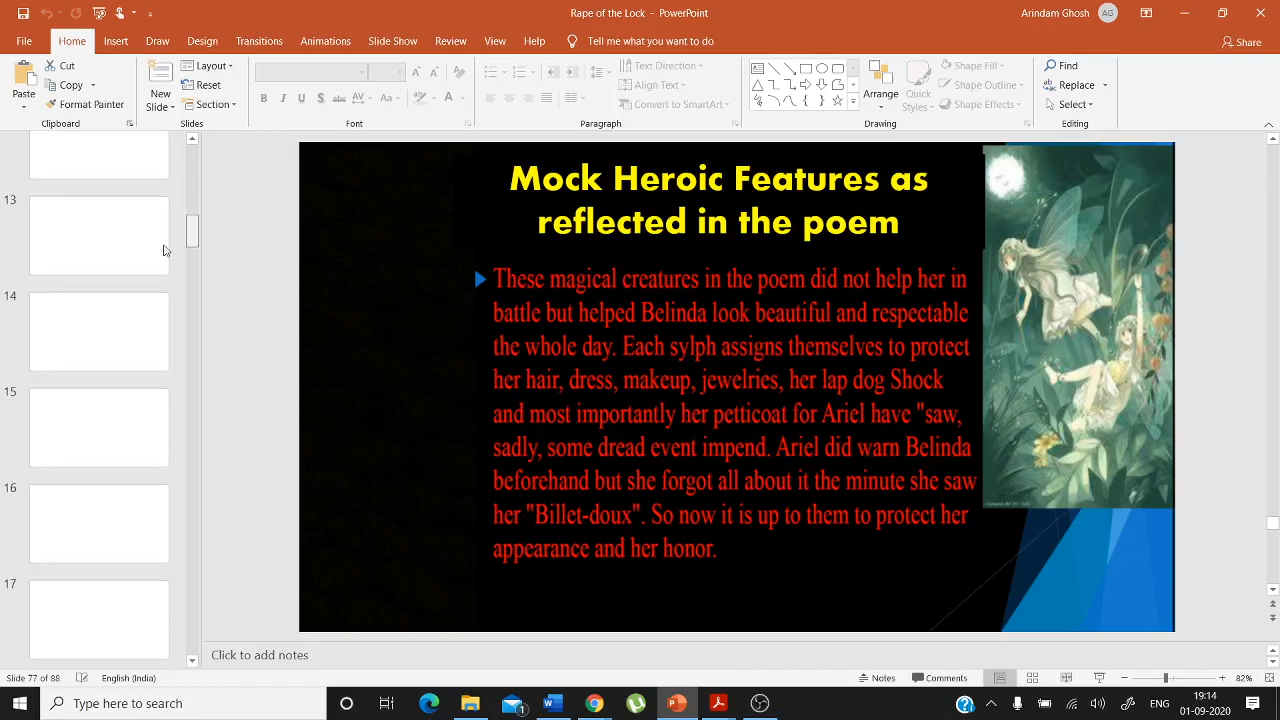 Rape of the Lock - PowerPoint
Arindam Ghosh AG
File Home Insert Draw Design Transitions Animations Slide Show Review View Help Tell me what you want to do Share
Paste
Cut
Copy
Format Painter
Clipboard
New Slide
Layout
Reset
Section
Slides
B I U S abc AV Aa A
Font
Paragraph
Text Direction
Align Text
Convert to SmartArt
Arrange
Quick Styles
Shape Fill
Shape Outline
Shape Effects
Drawing
Find
Replace
Select
Editing
13
14
15
16
17
Mock Heroic Features as
reflected in the poem
These magical creatures in the poem did not help her in
battle but helped Belinda look beautiful and respectable
the whole day. Each sylph assigns themselves to protect
her hair, dress, makeup, jewelries, her lap dog Shock
and most importantly her petticoat for Ariel have "saw,
sadly, some dread event impend. Ariel did warn Belinda
beforehand but she forgot all about it the minute she saw
her "Billet-doux". So now it is up to them to protect her
appearance and her honor.
Click to add notes
Slide 77 of 88 English (India) Notes Comments 82%
Type here to search
ENG
19:14
01-09-2020